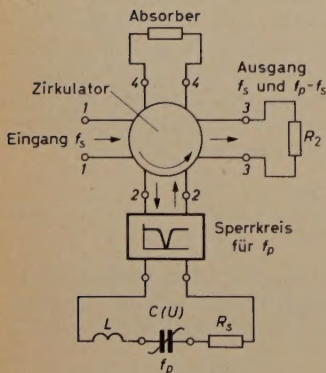 Absorber
Zirkulator
4 4
Ausgang
f_s und f_p-f_s
1
3
Eingang f_s
R_2
1
3
2 2
Sperrkreis
für f_p
C(U)
L
R_s
f_p